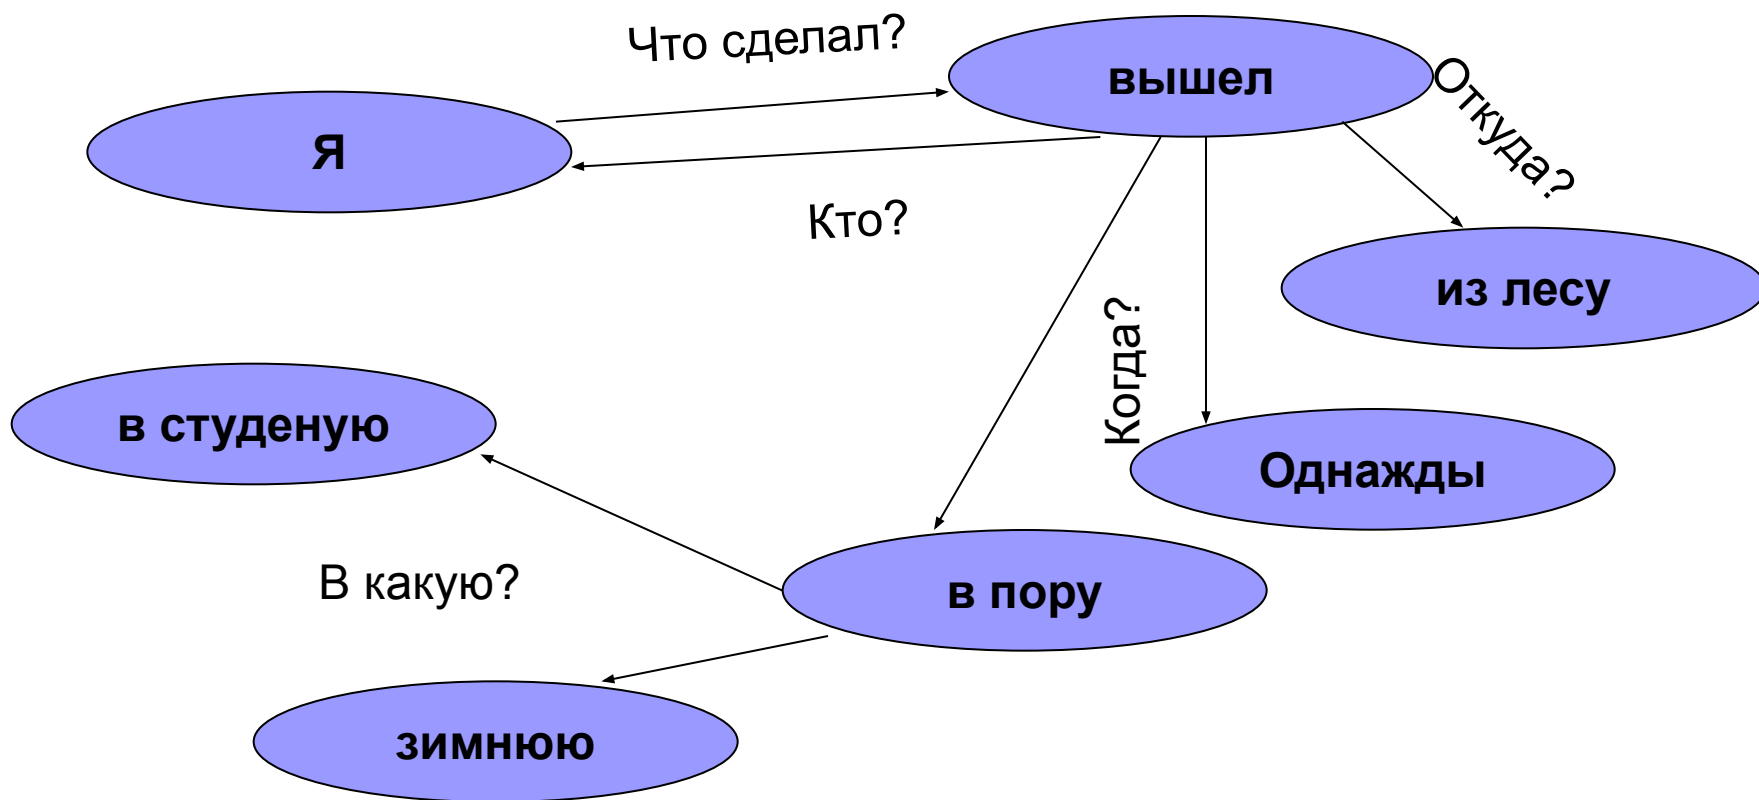 Что сделал?
вышел
Откуда?
Я
Кто?
из лесу
Когда?
в студеную
Однажды
В какую?
в пору
зимнюю